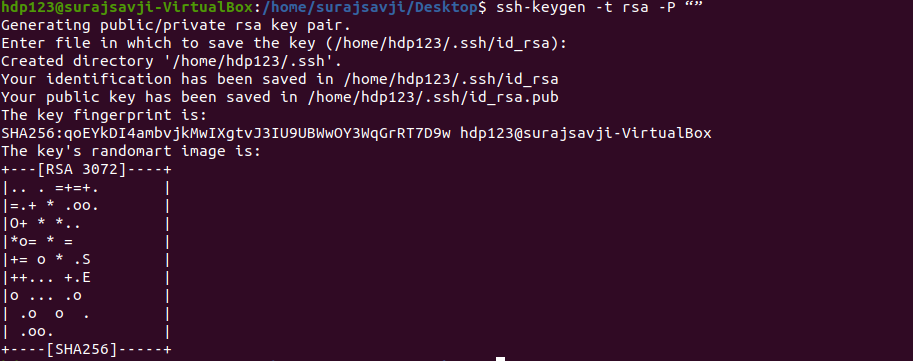 hdp123@surajsavji-VirtualBox:/home/surajsavji/Desktop$ ssh-keygen -t rsa -P “”
Generating public/private rsa key pair.
Enter file in which to save the key (/home/hdp123/.ssh/id_rsa):
Created directory '/home/hdp123/.ssh'.
Your identification has been saved in /home/hdp123/.ssh/id_rsa
Your public key has been saved in /home/hdp123/.ssh/id_rsa.pub
The key fingerprint is:
SHA256:qoEYkDI4ambvjkMwIXgtvJ3IU9UBWwOY3WqGrRT7D9w hdp123@surajsavji-VirtualBox
The key's randomart image is:
+---[RSA 3072]----+
|.. . =+=+.       |
|=.+ * .oo.       |
|O+ * *..         |
|*o= * =          |
|+= o * .S        |
|++... +.E        |
|o ... .o         |
| .o  o  .        |
| .oo.            |
+----[SHA256]-----+